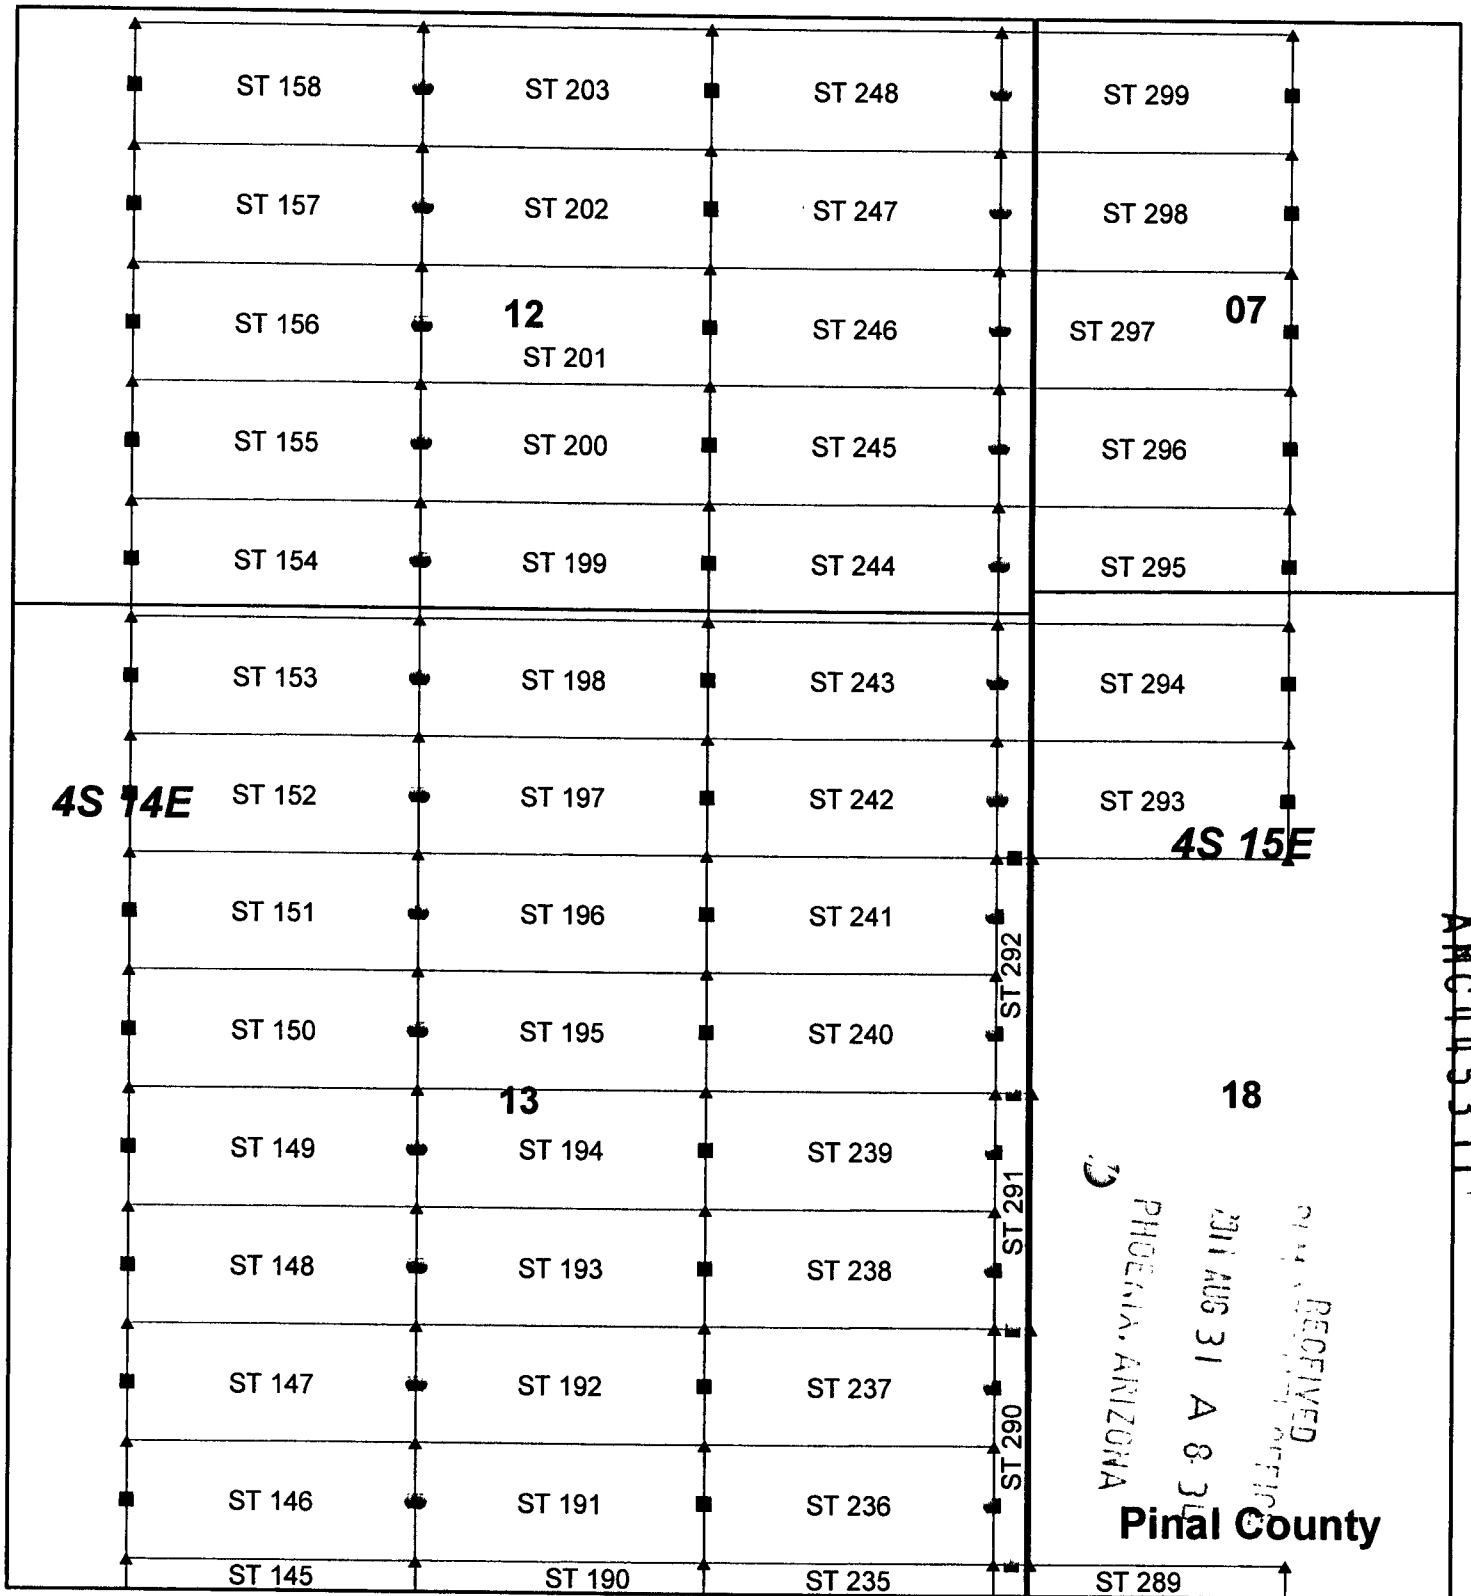 ST 158 ST 203 ST 248 ST 299
ST 157 ST 202 ST 247 ST 298
12 07
ST 156 ST 201 ST 246 ST 297
ST 155 ST 200 ST 245 ST 296
ST 154 ST 199 ST 244 ST 295
ST 153 ST 198 ST 243 ST 294
4S 14E ST 152 ST 197 ST 242 ST 293
4S 15E
ST 151 ST 196 ST 241
ST 292
ST 150 ST 195 ST 240
13 18
ST 149 ST 194 ST 239
ST 291
ST 148 ST 193 ST 238
ST 147 ST 192 ST 237
ST 290
ST 146 ST 191 ST 236
RECEIVED
OFFICE
2011 AUG 31 A 8:30
PHOENIX, ARIZONA
Pinal County
ST 145 ST 190 ST 235 ST 289